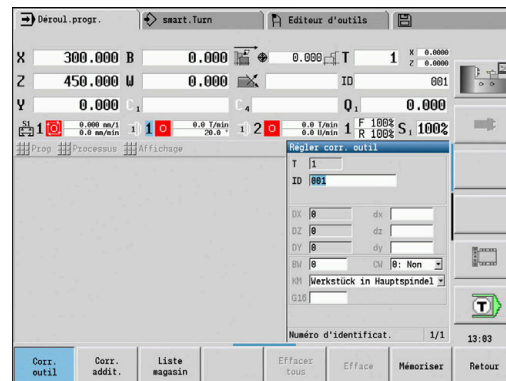 Déroul.progr. smart.Turn Editeur d'outils
X 300.000 B 0.000 0.000 T 1 X 0.0000
Z 0.0000
Z 450.000 U 0.000 ID 001
Y 0.000 C1 C4 Q1 0.000
S1 1 0.000 mm/1 1) 1 0.0 T/min 1) 2 0.0 T/min 1 F 100% S1 100%
0.0 mm/min 20.0 ° 0.0 U/min R 100%
Prog Processus Affichage
Régler corr. outil
T 1
ID 001
DX 0 dx
DZ 0 dz
DY 0 dy
BW 0 CW 0: Non
KM Werkstück in Hauptspindel
G16
Numéro d'identificat. 1/1
T
13:03
Corr. outil
Corr. addit.
Liste magasin
Effacer tous
Efface
Mémoriser
Retour